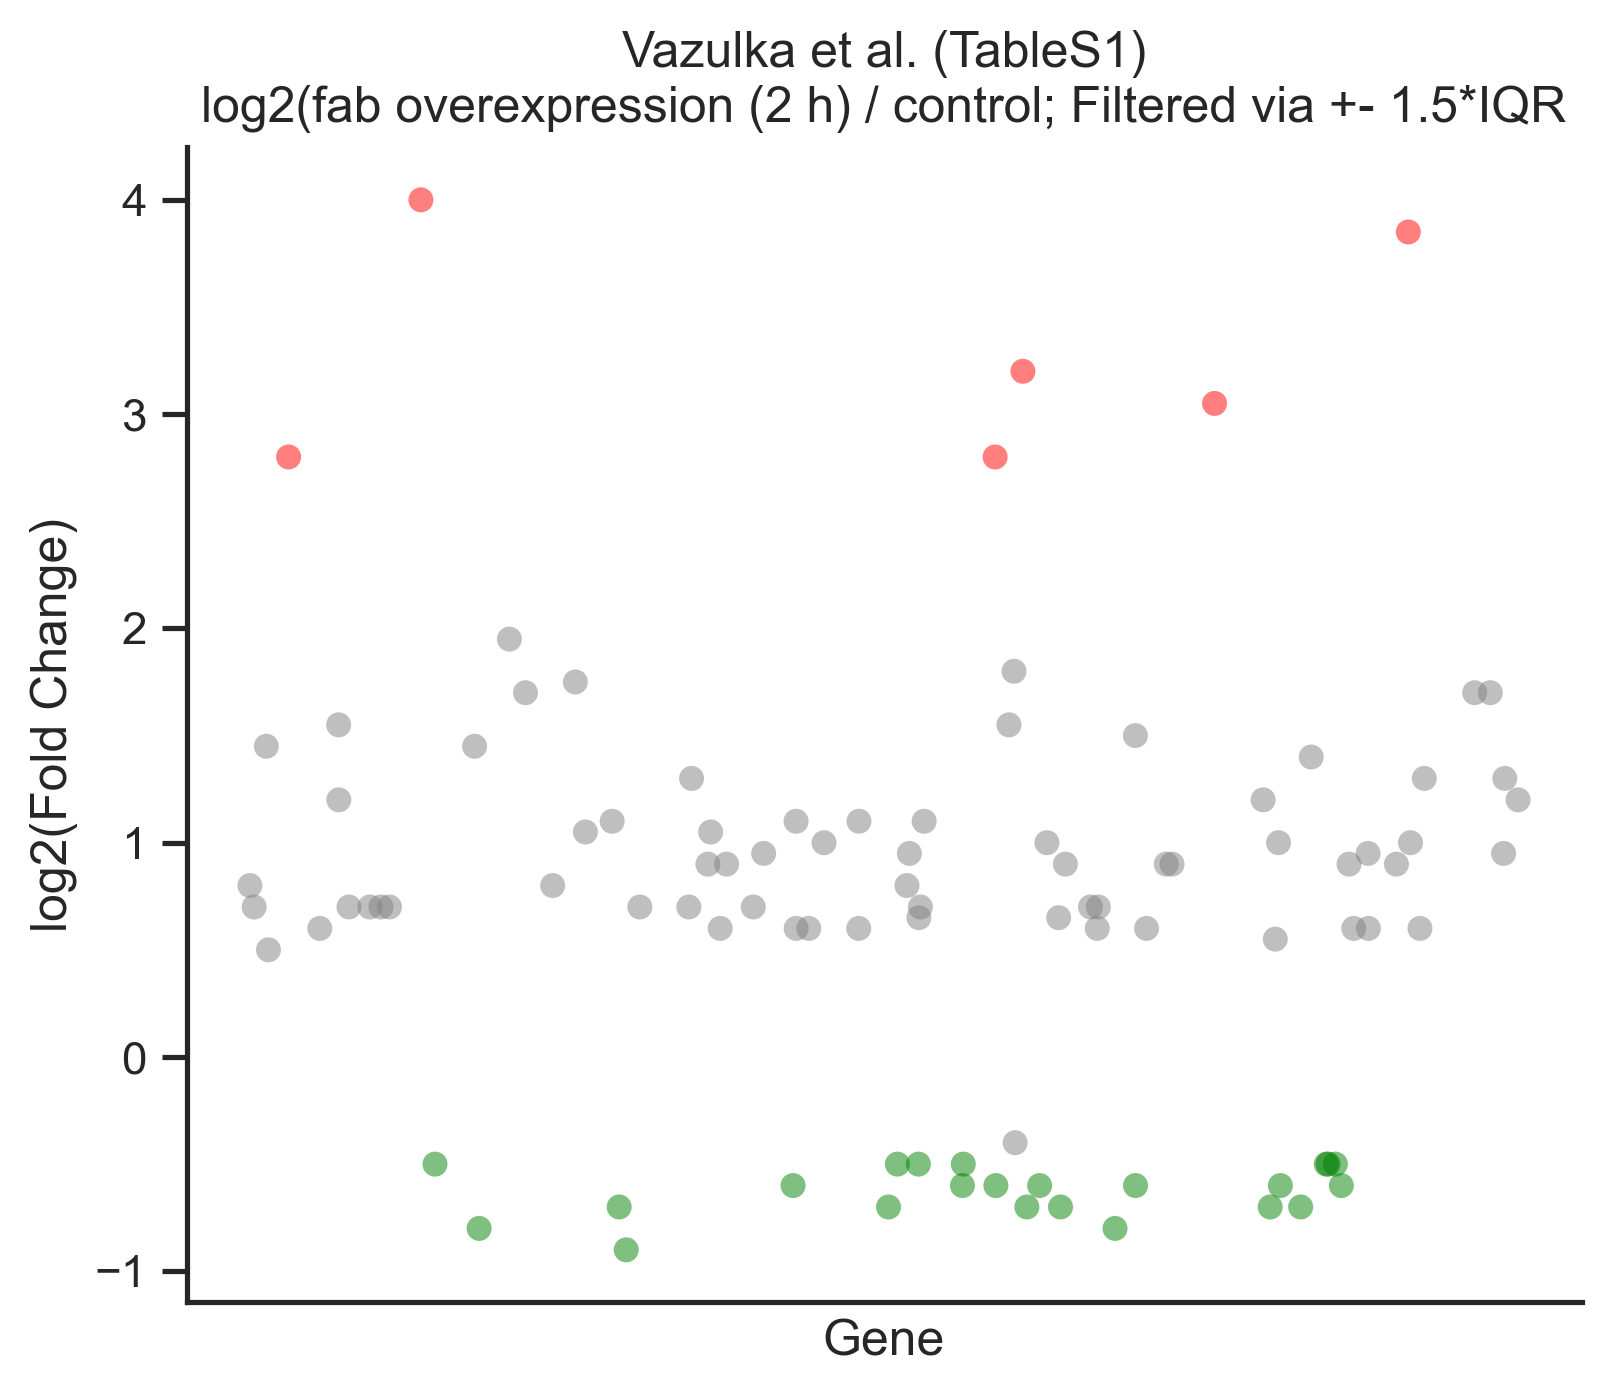 Vazulka et al. (TableS1)
log2(fab overexpression (2 h) / control; Filtered via +- 1.5*IQR
4
3
2
1
0
−1
log2(Fold Change)
Gene